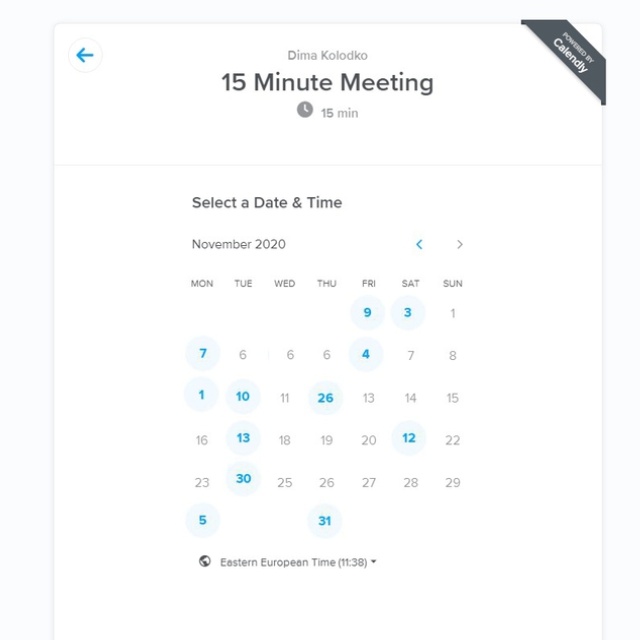 Dima Kolodko
POWERED BY
Calendly
15 Minute Meeting
15 min
Select a Date & Time
November 2020
MON TUE WED THU FRI SAT SUN
9 3 1
7 6 6 6 4 7 8
1 10 11 26 13 14 15
16 13 18 19 20 12 22
23 30 25 26 27 28 29
5 31
Eastern European Time (11:38)